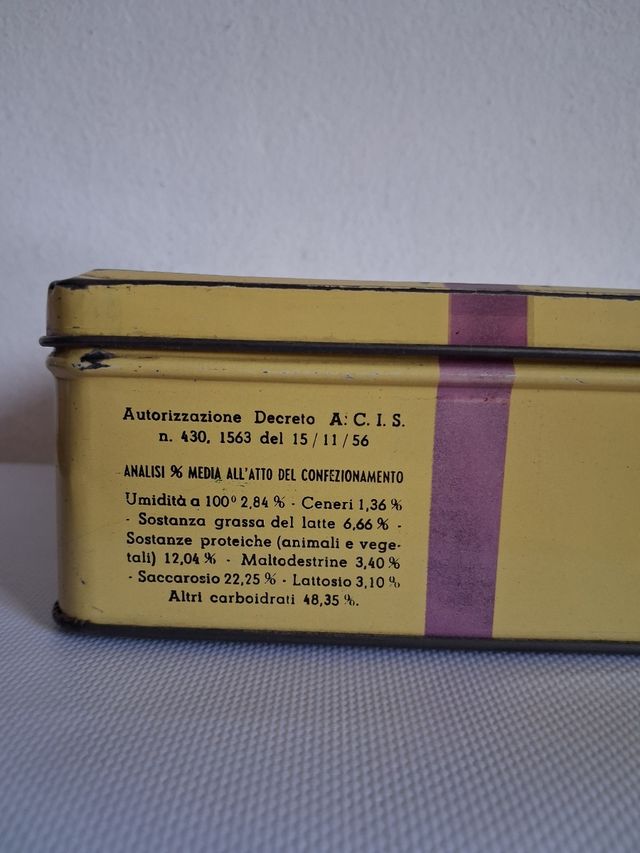 Autorizzazione Decreto A. C. I. S.
n. 430, 1563 del 15 / 11 / 56
ANALISI % MEDIA ALL'ATTO DEL CONFEZIONAMENTO
Umidità a 100° 2,84 % - Ceneri 1,36 %
- Sostanza grassa del latte 6,66 % -
Sostanze proteiche (animali e vege-
tali) 12,04 % - Maltodestrine 3,40 %
- Saccarosio 22,25 % - Lattosio 3,10 %
Altri carboidrati 48,35 %.